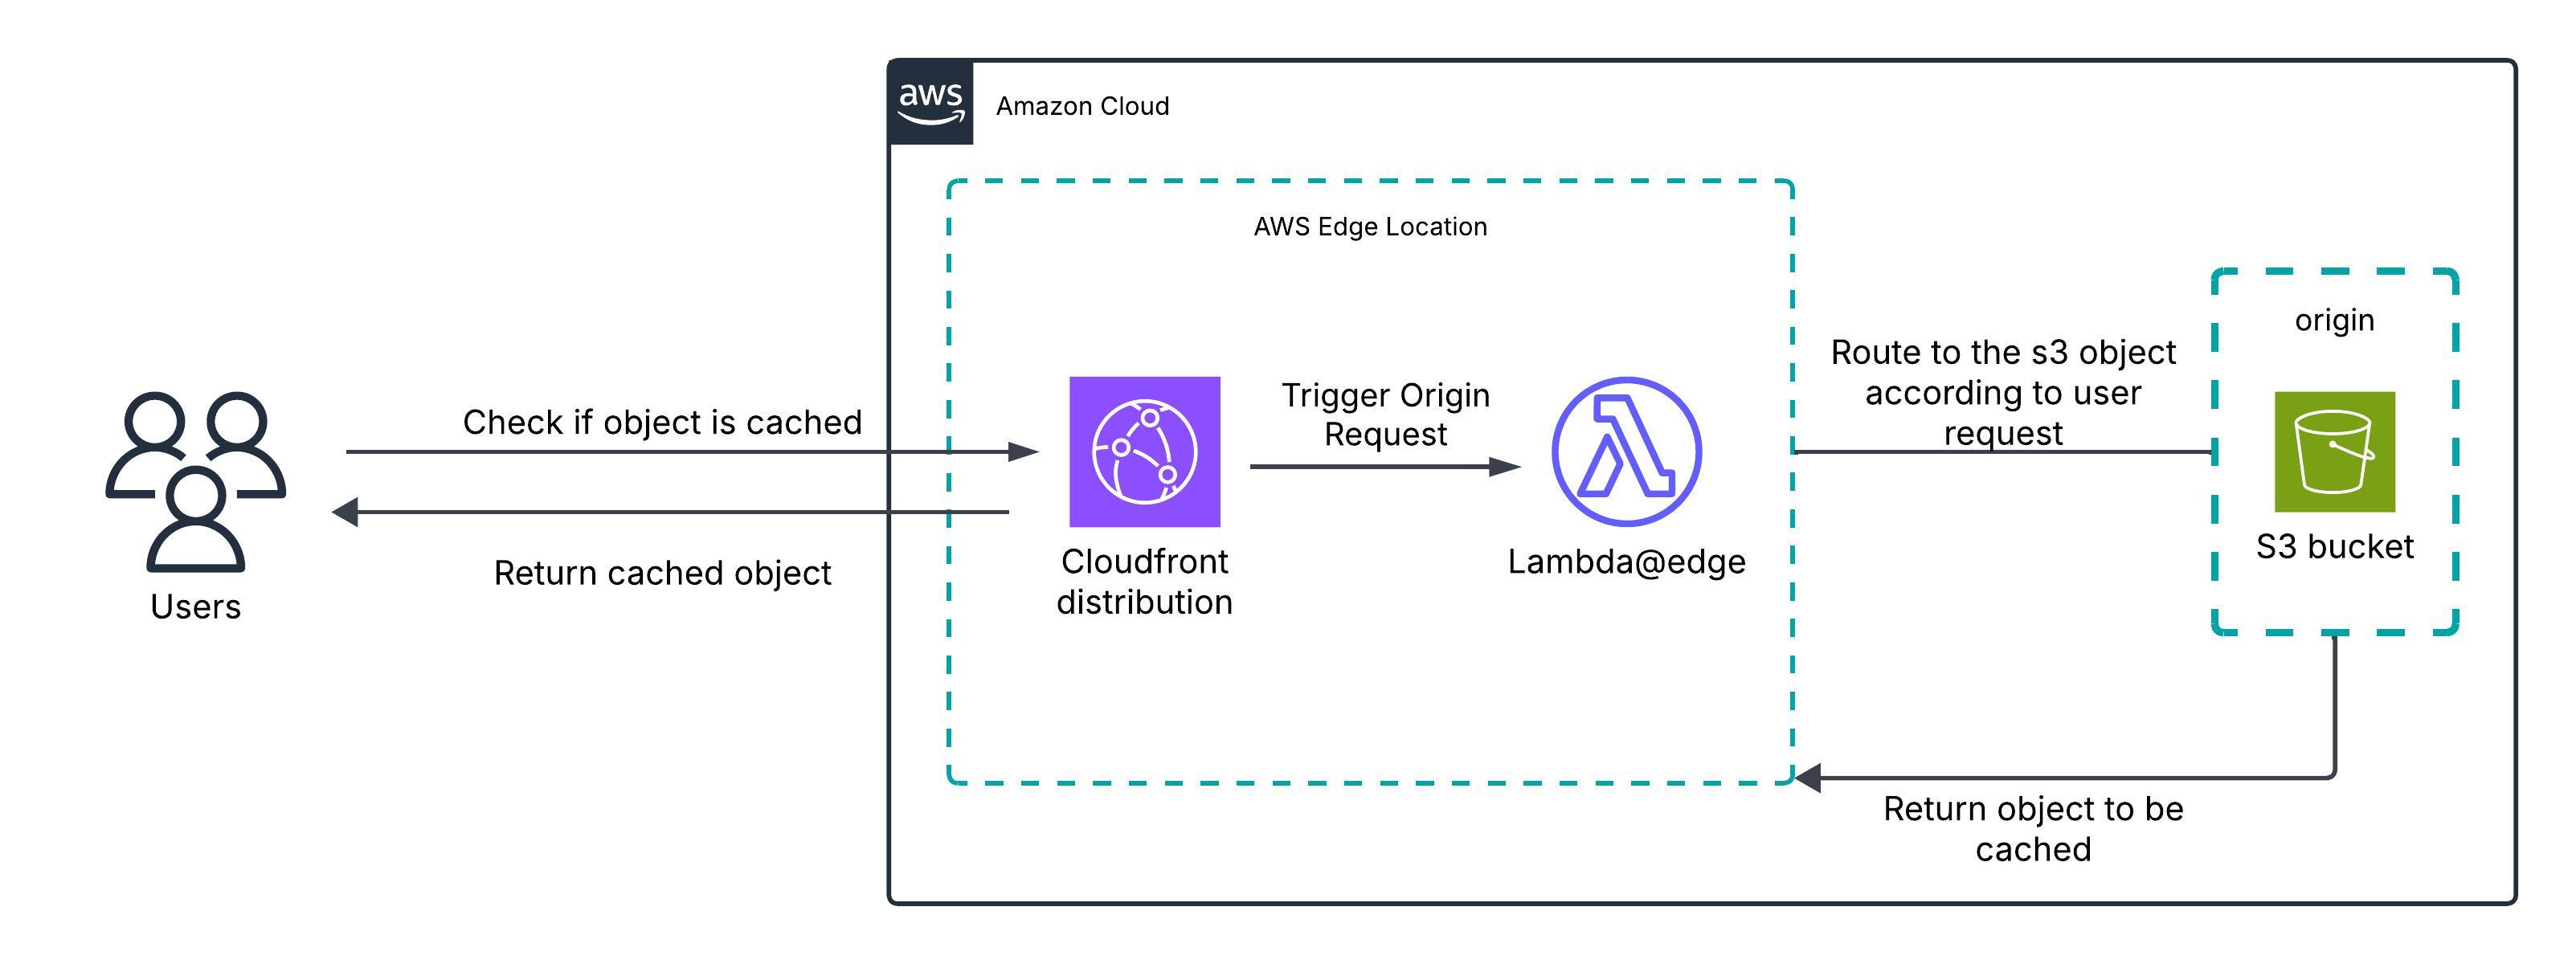 aws
Amazon Cloud
AWS Edge Location
origin
Route to the s3 object
according to user
request
Trigger Origin
Request
Check if object is cached
S3 bucket
Cloudfront
distribution
Lambda@edge
Return cached object
Users
Return object to be
cached